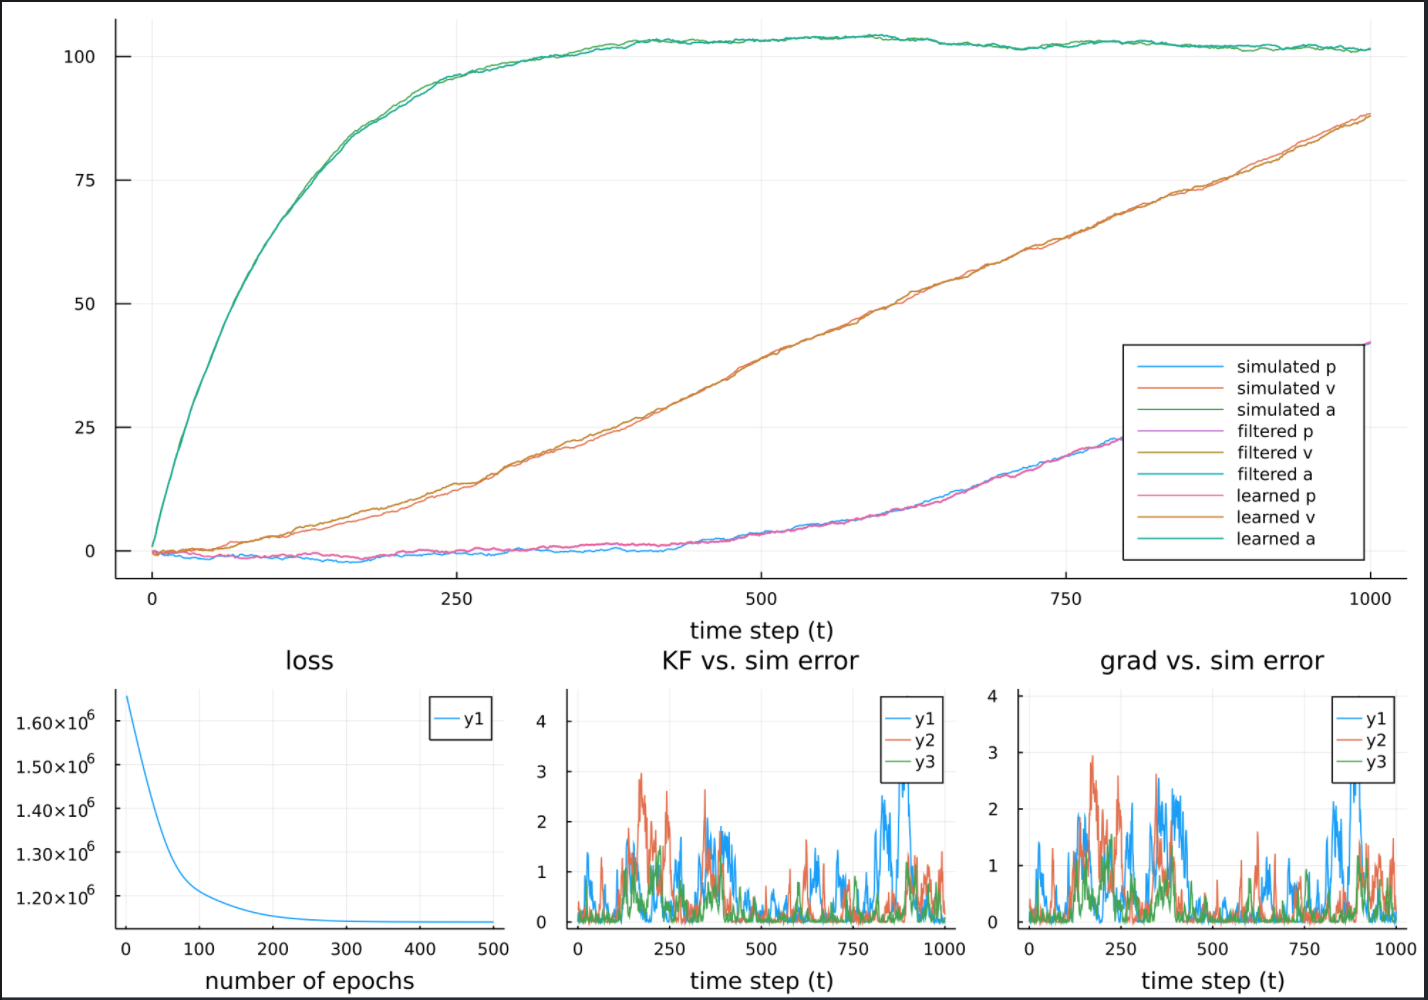 100
75
50
25
0
simulated p
simulated v
simulated a
filtered p
filtered v
filtered a
learned p
learned v
learned a
0 250 500 750 1000
time step (t)
loss
1.60×10⁶
1.50×10⁶
1.40×10⁶
1.30×10⁶
1.20×10⁶
y1
0 100 200 300 400 500
number of epochs
KF vs. sim error
4
3
2
1
0
y1
y2
y3
0 250 500 750 1000
time step (t)
grad vs. sim error
4
3
2
1
0
y1
y2
y3
0 250 500 750 1000
time step (t)